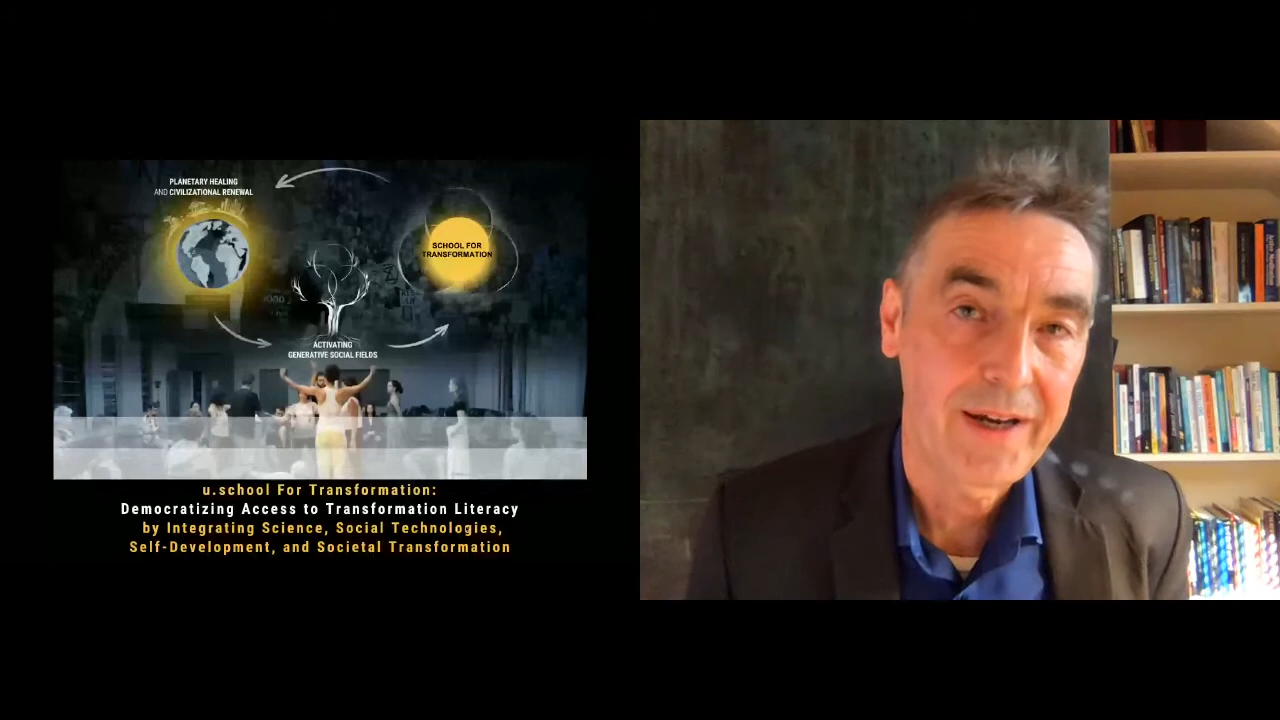 PLANETARY HEALING
AND CIVILIZATIONAL RENEWAL
SCHOOL FOR
TRANSFORMATION
ACTIVATING
GENERATIVE SOCIAL FIELDS
u.school For Transformation:
Democratizing Access to Transformation Literacy
by Integrating Science, Social Technologies,
Self-Development, and Societal Transformation